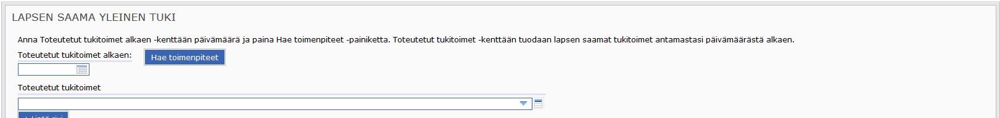 LAPSEN SAAMA YLEINEN TUKI
Anna Toteutetut tukitoimet alkaen -kenttään päivämäärä ja paina Hae toimenpiteet -painiketta. Toteutetut tukitoimet -kenttään tuodaan lapsen saamat tukitoimet antamastasi päivämäärästä alkaen.
Toteutetut tukitoimet alkaen:
Hae toimenpiteet
Toteutetut tukitoimet